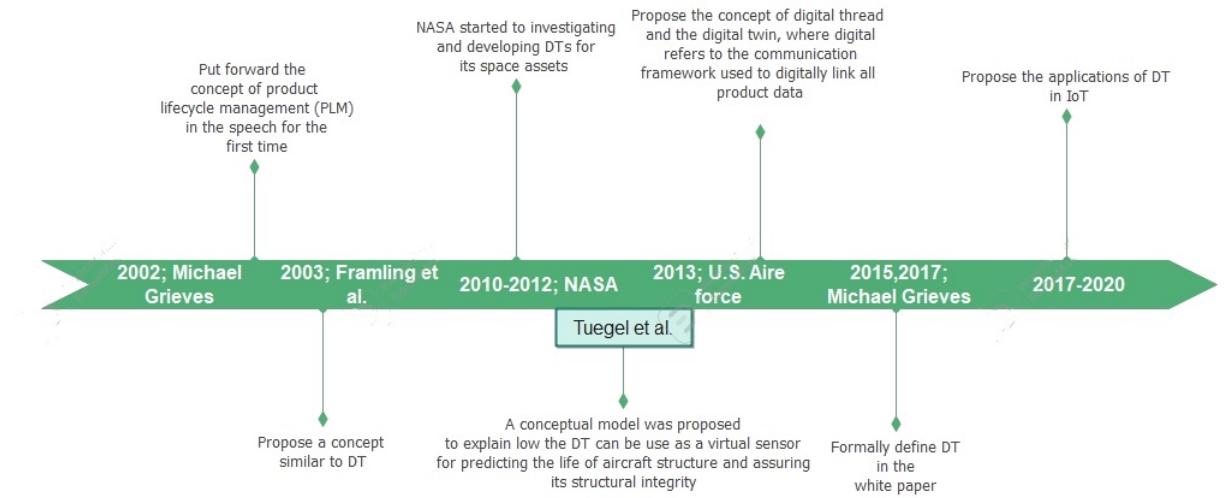 Put forward the
concept of product
lifecycle management (PLM)
in the speech for the
first time
NASA started to investigating
and developing DTs for
its space assets
Propose the concept of digital thread
and the digital twin, where digital
refers to the communication
framework used to digitally link all
product data
Propose the applications of DT
in IoT
2002; Michael
Grieves
2003; Framling et
al.
2010-2012; NASA
2013; U.S. Aire
force
2015,2017;
Michael Grieves
2017-2020
Tuegel et al.
Propose a concept
similar to DT
A conceptual model was proposed
to explain low the DT can be use as a virtual sensor
for predicting the life of aircraft structure and assuring
its structural integrity
Formally define DT
in the
white paper